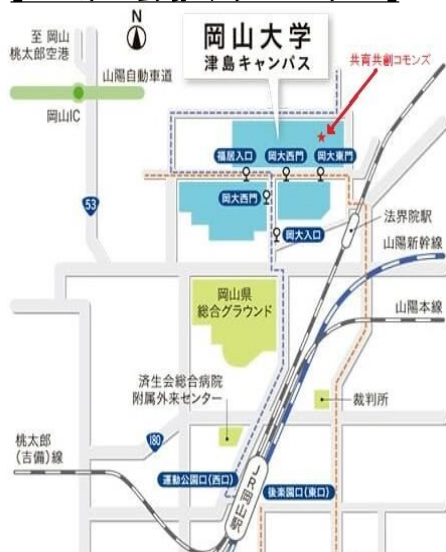 N
至 岡山
桃太郎空港
山陽自動車道
岡山IC
岡山大学
津島キャンパス
共育共創コモンズ
福居入口
岡大西門
岡大東門
53
岡大西門
岡大入口
法界院駅
山陽新幹線
岡山県
総合グラウンド
山陽本線
済生会総合病院
附属外来センター
裁判所
桃太郎
(吉備)線
180
運動公園口(西口)
JR岡山駅
後楽園口(東口)